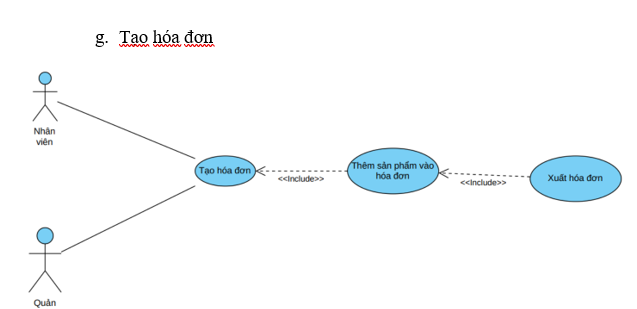 g. Tạo hóa đơn
Nhân
viên
Tạo hóa đơn
<<Include>>
Thêm sản phẩm vào
hóa đơn
<<Include>>
Xuất hóa đơn
Quản